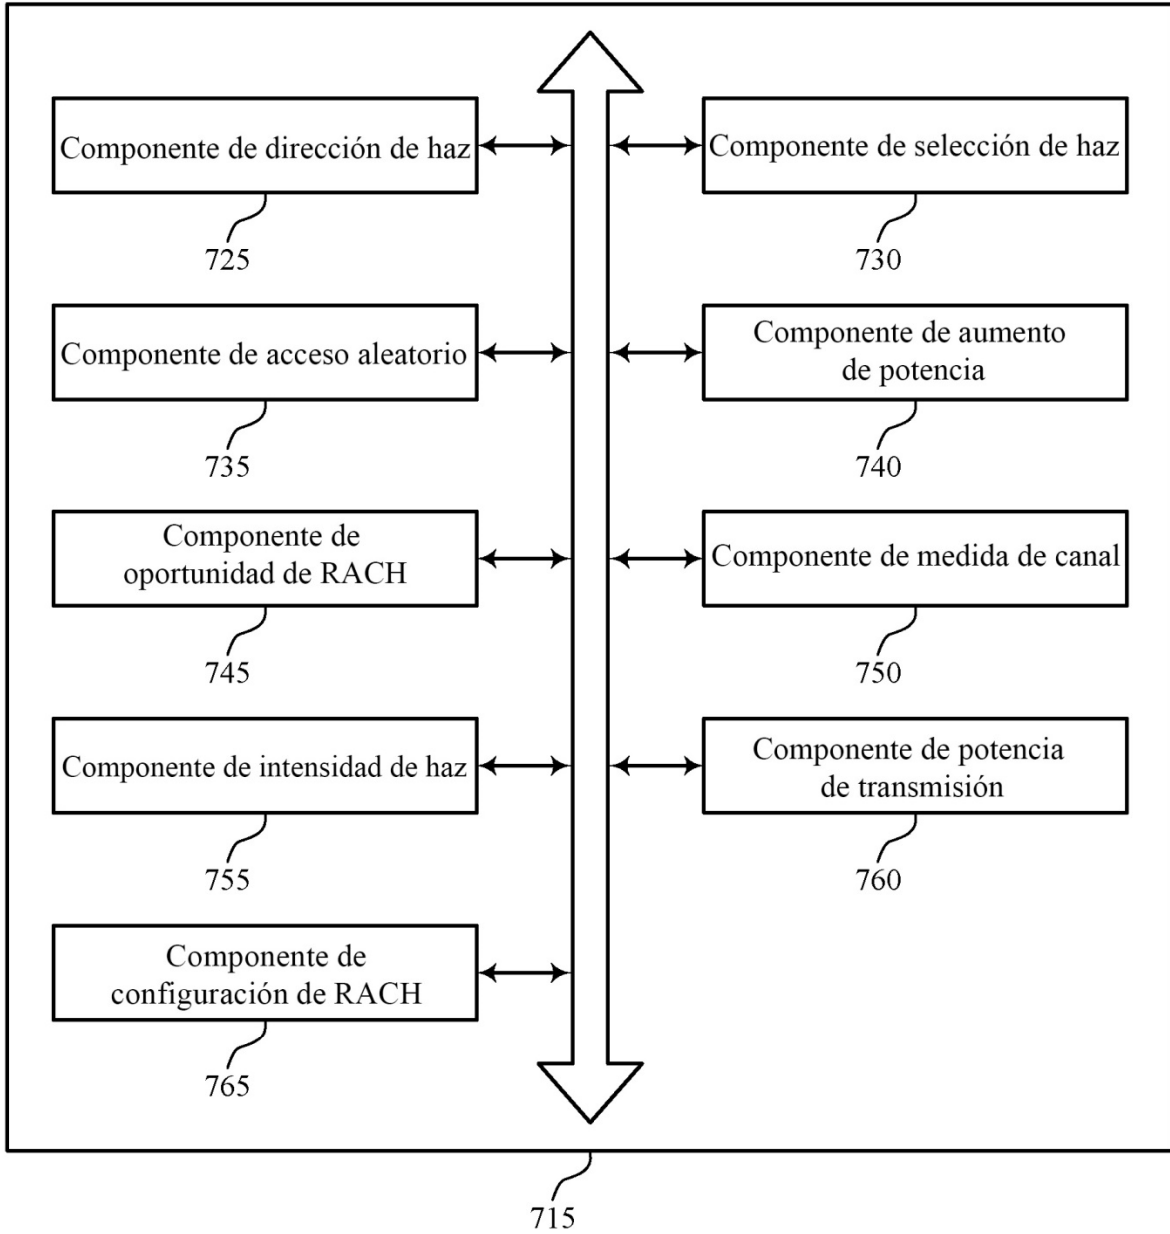 Componente de dirección de haz
725
Componente de selección de haz
730
Componente de acceso aleatorio
735
Componente de aumento
de potencia
740
Componente de
oportunidad de RACH
745
Componente de medida de canal
750
Componente de intensidad de haz
755
Componente de potencia
de transmisión
760
Componente de
configuración de RACH
765
715